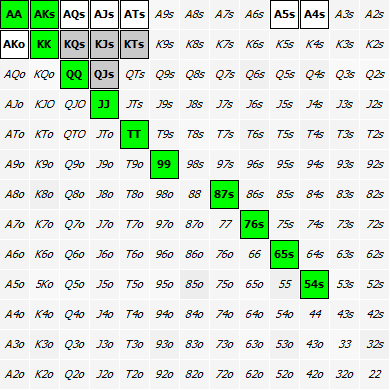 AA AKs AQs AJs ATs A9s A8s A7s A6s A5s A4s A3s A2s
AKo KK KQs KJs KTs K9s K8s K7s K6s K5s K4s K3s K2s
AQo KQo QQ QJs QTs Q9s Q8s Q7s Q6s Q5s Q4s Q3s Q2s
AJo KJO QJO JJ JTs J9s J8s J7s J6s J5s J4s J3s J2s
ATo KTo QTO JTo TT T9s T8s T7s T6s T5s T4s T3s T2s
A9o K9o Q9o J9o T9o 99 98s 97s 96s 95s 94s 93s 92s
A8o K8o Q8o J8o T8o 98o 88 87s 86s 85s 84s 83s 82s
A7o K7o Q7o J7o T7o 97o 87o 77 76s 75s 74s 73s 72s
A6o K6o Q6o J6o T6o 96o 86o 76o 66 65s 64s 63s 62s
A5o 5Ko Q5o J5o T5o 95o 85o 75o 65o 55 54s 53s 52s
A4o K4o Q4o J4o T4o 94o 84o 74o 64o 54o 44 43s 42s
A3o K3o Q3o J3o T3o 93o 83o 73o 63o 53o 43o 33 32s
A2o K2o Q2o J2o T2o 92o 82o 72o 62o 52o 42o 32o 22